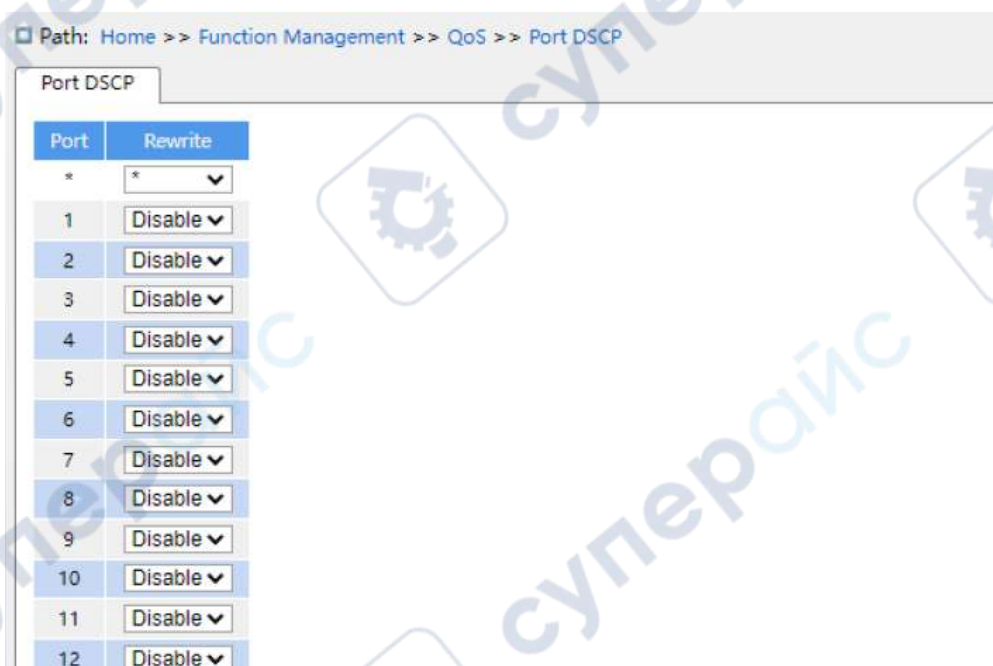 Path: Home >> Function Management >> QoS >> Port DSCP
Port DSCP
Port Rewrite
* *
1 Disable
2 Disable
3 Disable
4 Disable
5 Disable
6 Disable
7 Disable
8 Disable
9 Disable
10 Disable
11 Disable
12 Disable
суперайс